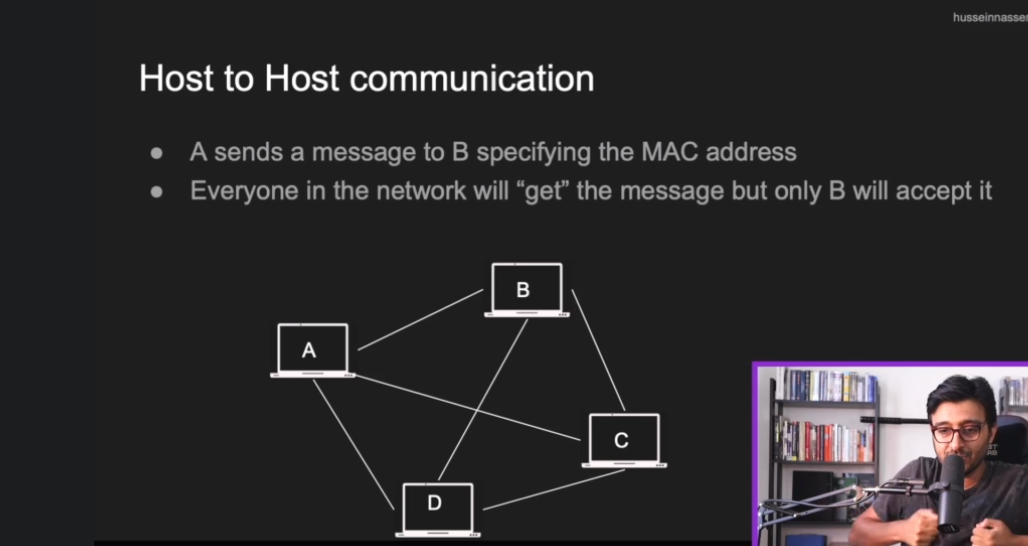 Host to Host communication
● A sends a message to B specifying the MAC address
● Everyone in the network will “get” the message but only B will accept it
B
A
C
D